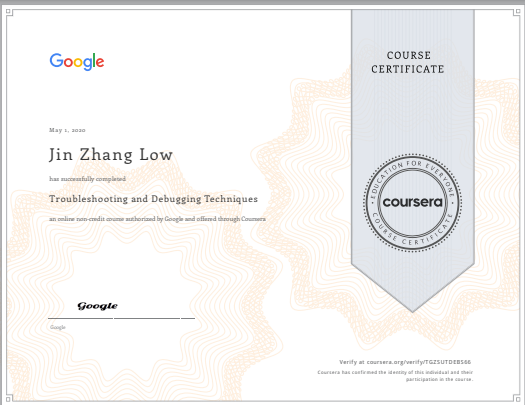 Google
COURSE
CERTIFICATE
May 1, 2020
Jin Zhang Low
has successfully completed
Troubleshooting and Debugging Techniques
an online non-credit course authorized by Google and offered through Coursera
EDUCATION FOR EVERYONE
coursera
COURSE CERTIFICATE
Google
Google
Verify at coursera.org/verify/TGZSUTDEBS66
Coursera has confirmed the identity of this individual and their
participation in the course.